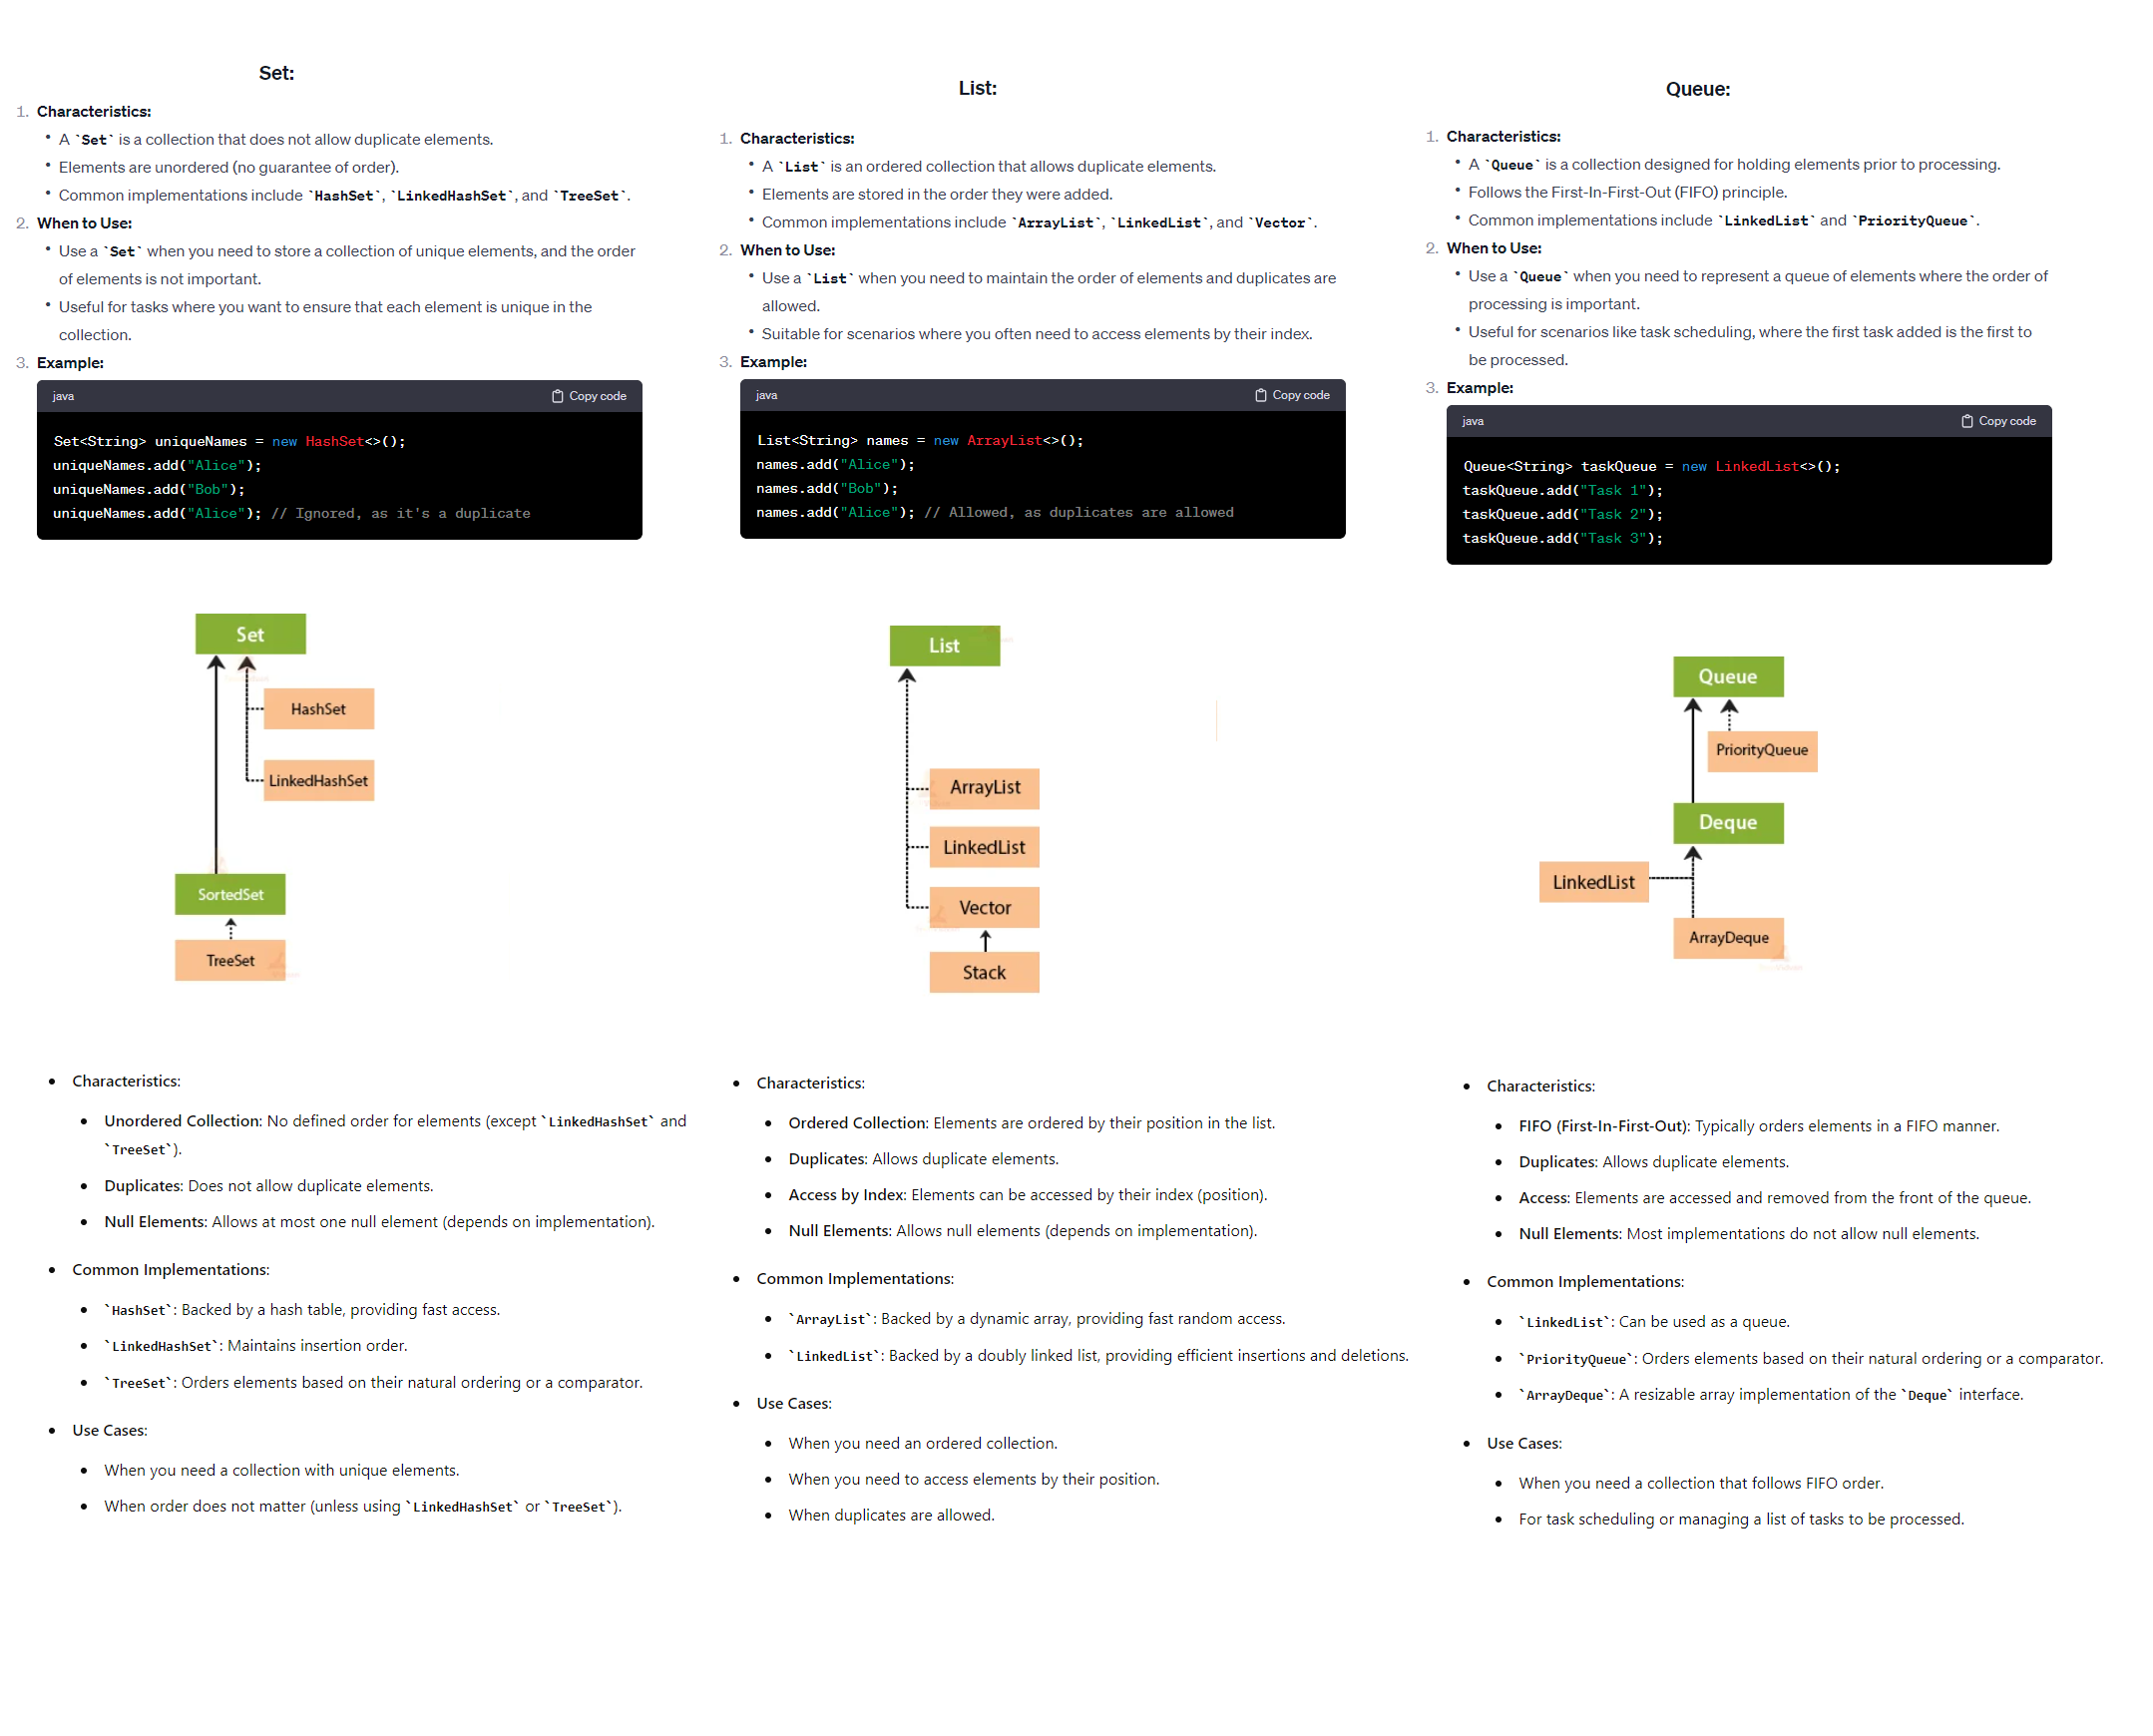 Set:
1. Characteristics:
• A `Set` is a collection that does not allow duplicate elements.
• Elements are unordered (no guarantee of order).
• Common implementations include `HashSet`, `LinkedHashSet`, and `TreeSet`.
2. When to Use:
• Use a `Set` when you need to store a collection of unique elements, and the order
of elements is not important.
• Useful for tasks where you want to ensure that each element is unique in the
collection.
3. Example:
java Copy code
Set<String> uniqueNames = new HashSet<>();
uniqueNames.add("Alice");
uniqueNames.add("Bob");
uniqueNames.add("Alice"); // Ignored, as it's a duplicate
Set
HashSet
LinkedHashSet
SortedSet
TreeSet
• Characteristics:
• Unordered Collection: No defined order for elements (except `LinkedHashSet` and
`TreeSet`).
• Duplicates: Does not allow duplicate elements.
• Null Elements: Allows at most one null element (depends on implementation).
• Common Implementations:
• `HashSet`: Backed by a hash table, providing fast access.
• `LinkedHashSet`: Maintains insertion order.
• `TreeSet`: Orders elements based on their natural ordering or a comparator.
• Use Cases:
• When you need a collection with unique elements.
• When order does not matter (unless using `LinkedHashSet` or `TreeSet`).
List:
1. Characteristics:
• A `List` is an ordered collection that allows duplicate elements.
• Elements are stored in the order they were added.
• Common implementations include `ArrayList`, `LinkedList`, and `Vector`.
2. When to Use:
• Use a `List` when you need to maintain the order of elements and duplicates are
allowed.
• Suitable for scenarios where you often need to access elements by their index.
3. Example:
java Copy code
List<String> names = new ArrayList<>();
names.add("Alice");
names.add("Bob");
names.add("Alice"); // Allowed, as duplicates are allowed
List
ArrayList
LinkedList
Vector
Stack
• Characteristics:
• Ordered Collection: Elements are ordered by their position in the list.
• Duplicates: Allows duplicate elements.
• Access by Index: Elements can be accessed by their index (position).
• Null Elements: Allows null elements (depends on implementation).
• Common Implementations:
• `ArrayList`: Backed by a dynamic array, providing fast random access.
• `LinkedList`: Backed by a doubly linked list, providing efficient insertions and deletions.
• Use Cases:
• When you need an ordered collection.
• When you need to access elements by their position.
• When duplicates are allowed.
Queue:
1. Characteristics:
• A `Queue` is a collection designed for holding elements prior to processing.
• Follows the First-In-First-Out (FIFO) principle.
• Common implementations include `LinkedList` and `PriorityQueue`.
2. When to Use:
• Use a `Queue` when you need to represent a queue of elements where the order of
processing is important.
• Useful for scenarios like task scheduling, where the first task added is the first to
be processed.
3. Example:
java Copy code
Queue<String> taskQueue = new LinkedList<>();
taskQueue.add("Task 1");
taskQueue.add("Task 2");
taskQueue.add("Task 3");
Queue
PriorityQueue
Deque
LinkedList
ArrayDeque
• Characteristics:
• FIFO (First-In-First-Out): Typically orders elements in a FIFO manner.
• Duplicates: Allows duplicate elements.
• Access: Elements are accessed and removed from the front of the queue.
• Null Elements: Most implementations do not allow null elements.
• Common Implementations:
• `LinkedList`: Can be used as a queue.
• `PriorityQueue`: Orders elements based on their natural ordering or a comparator.
• `ArrayDeque`: A resizable array implementation of the `Deque` interface.
• Use Cases:
• When you need a collection that follows FIFO order.
• For task scheduling or managing a list of tasks to be processed.